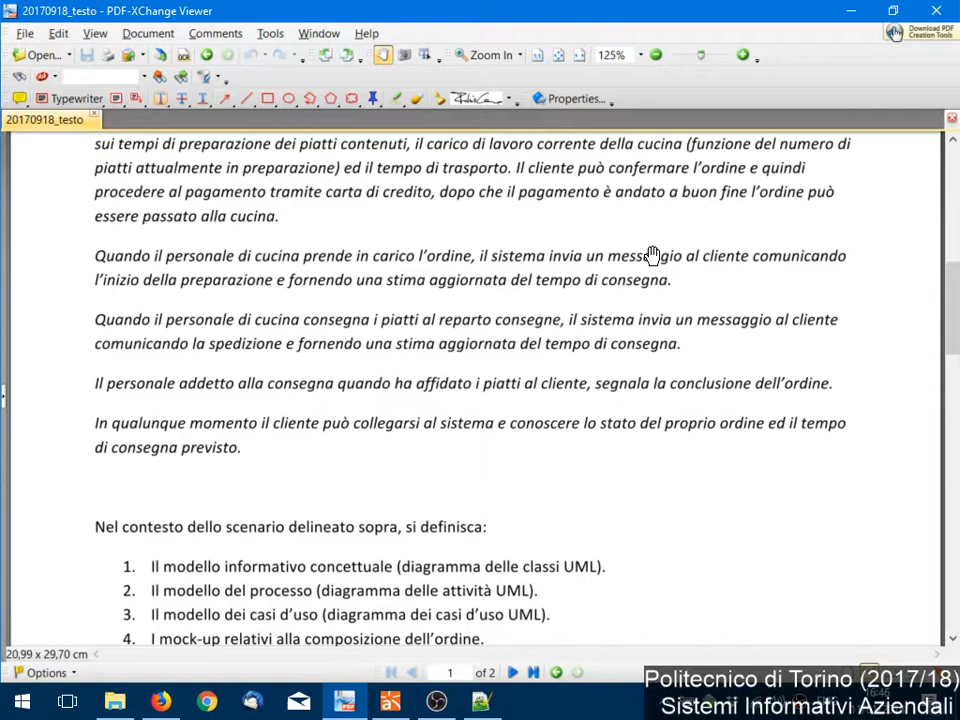 20170918_testo - PDF-XChange Viewer
File Edit View Document Comments Tools Window Help
Download PDF
Creation Tools
Open... OCR Zoom In 125%
Typewriter Properties...
20170918_testo
sui tempi di preparazione dei piatti contenuti, il carico di lavoro corrente della cucina (funzione del numero di
piatti attualmente in preparazione) ed il tempo di trasporto. Il cliente può confermare l’ordine e quindi
procedere al pagamento tramite carta di credito, dopo che il pagamento è andato a buon fine l’ordine può
essere passato alla cucina.
Quando il personale di cucina prende in carico l’ordine, il sistema invia un messaggio al cliente comunicando
l’inizio della preparazione e fornendo una stima aggiornata del tempo di consegna.
Quando il personale di cucina consegna i piatti al reparto consegne, il sistema invia un messaggio al cliente
comunicando la spedizione e fornendo una stima aggiornata del tempo di consegna.
Il personale addetto alla consegna quando ha affidato i piatti al cliente, segnala la conclusione dell’ordine.
In qualunque momento il cliente può collegarsi al sistema e conoscere lo stato del proprio ordine ed il tempo
di consegna previsto.
Nel contesto dello scenario delineato sopra, si definisca:
1. Il modello informativo concettuale (diagramma delle classi UML).
2. Il modello del processo (diagramma delle attività UML).
3. Il modello dei casi d’uso (diagramma dei casi d’uso UML).
4. I mock-up relativi alla composizione dell’ordine.
20,99 x 29,70 cm
Options 1 of 2
Politecnico di Torino (2017/18)
16:46
Sistemi Informativi Aziendali